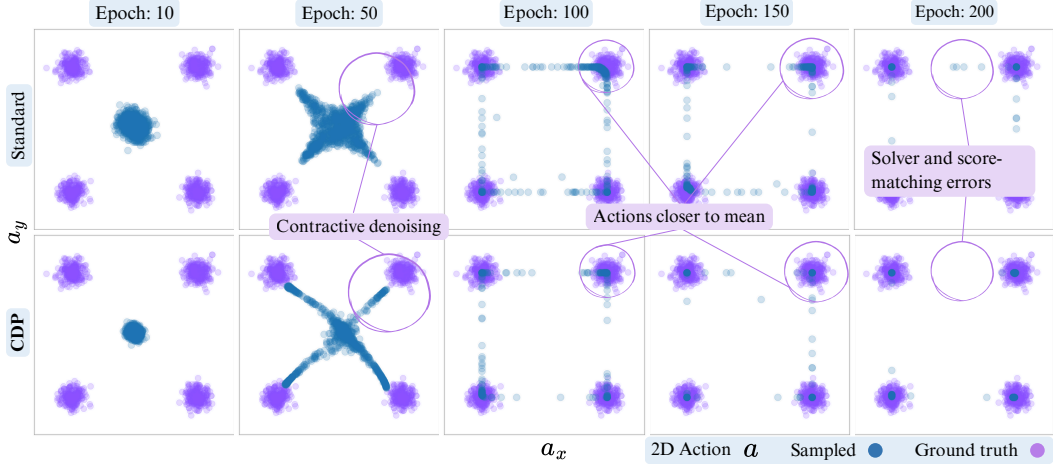 Epoch: 10
Epoch: 50
Epoch: 100
Epoch: 150
Epoch: 200
Standard
Solver and score-
matching errors
Contractive denoising
Actions closer to mean
a_y
CDP
a_x
2D Action a
Sampled
Ground truth